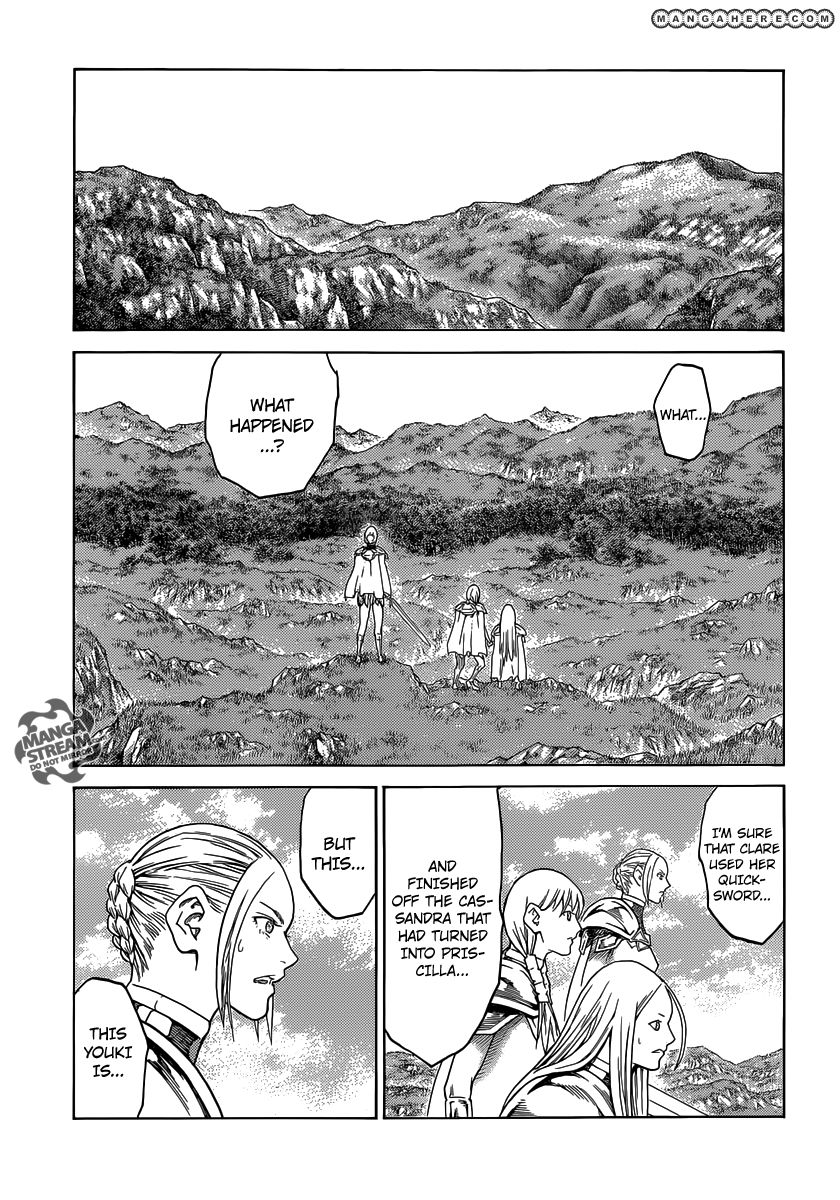 MANGAHERE.COM
WHAT...
WHAT
HAPPENED
...?
I'M SURE
THAT CLARE
USED HER
QUICK-
SWORD...
AND
FINISHED
OFF THE CAS-
SANDRA THAT
HAD TURNED
INTO PRIS-
CILLA...
BUT
THIS...
THIS
YOUKI
IS...
MANGA
STREAM
DO NOT MIRROR